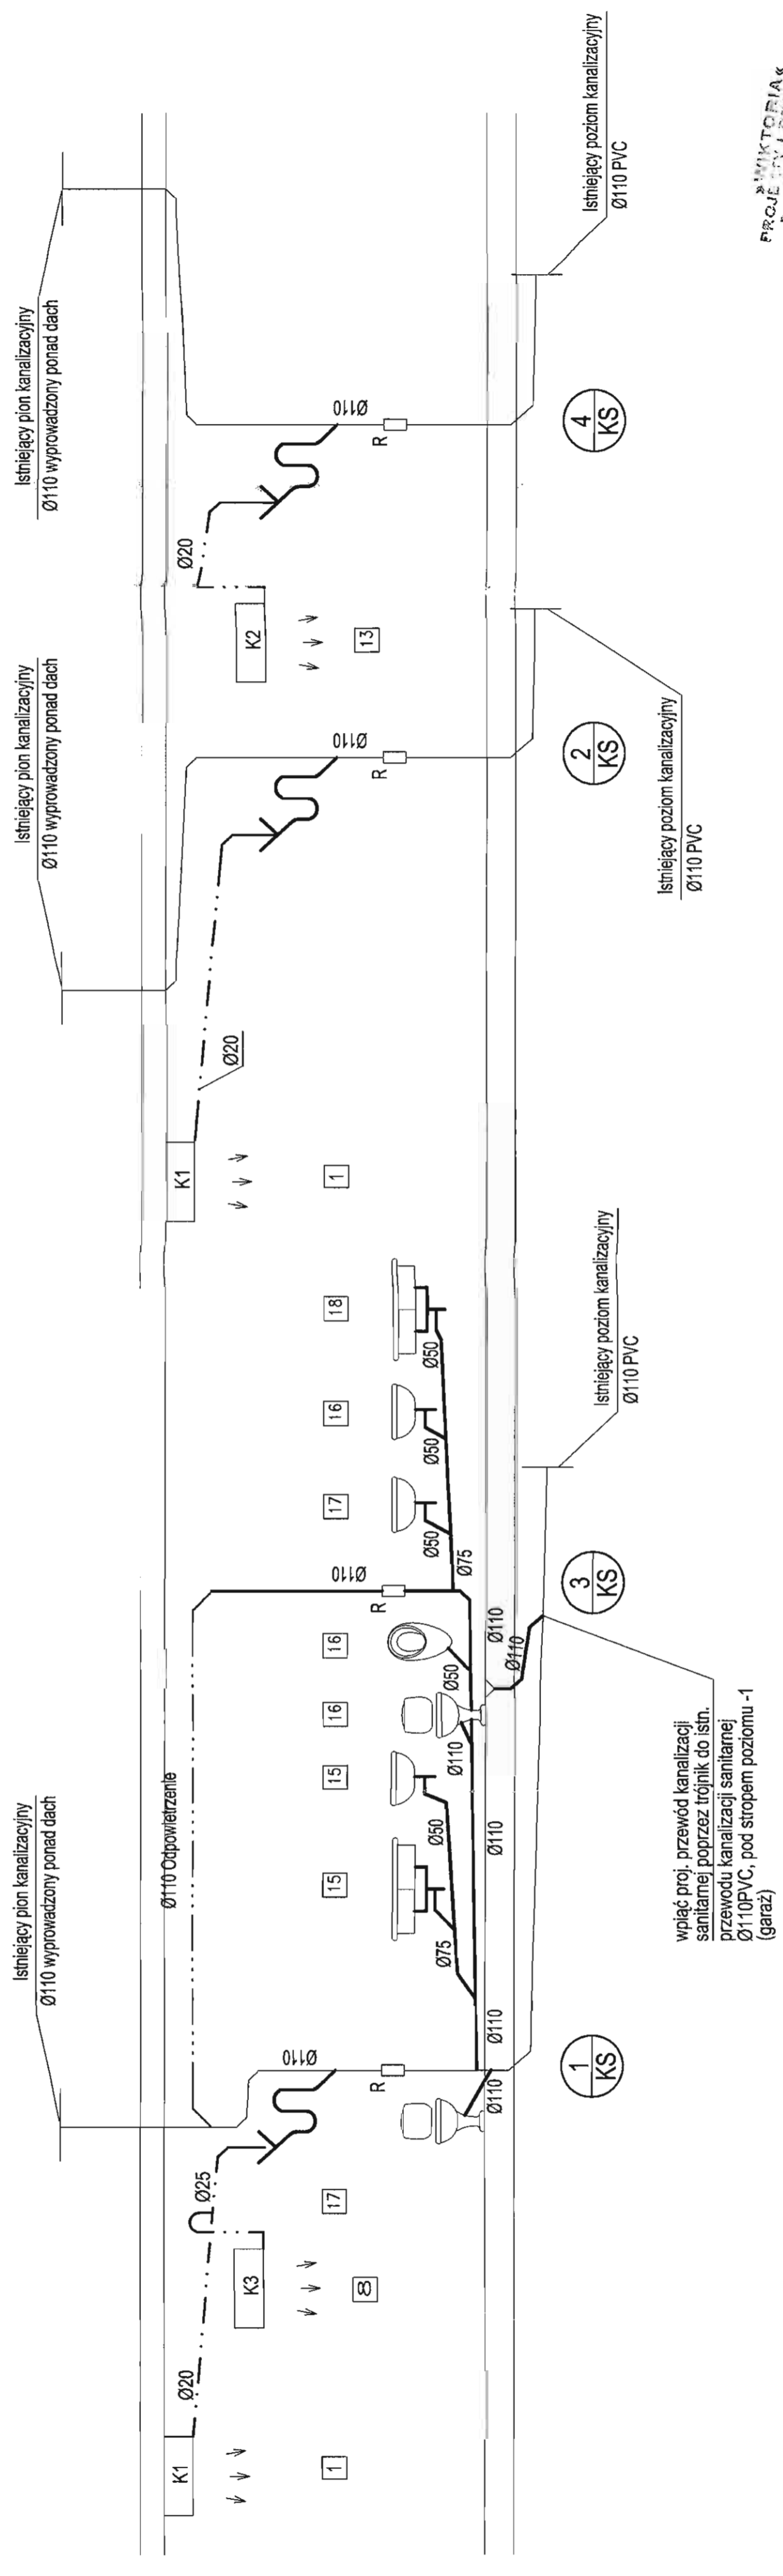 Istniejący pion kanalizacyjny
Ø110 wyprowadzony ponad dach
Istniejący pion kanalizacyjny
Ø110 wyprowadzony ponad dach
Istniejący pion kanalizacyjny
Ø110 wyprowadzony ponad dach
K1
Ø20
K3
Ø25
1
8
17
Ø110 Odpowietrzenie
Ø110
R
Ø110
Ø110
15
15
16
16
Ø75
Ø50
Ø110
Ø50
Ø110
Ø110
Ø110
Ø110
R
Ø75
17
16
18
Ø50
Ø50
Ø50
K1
1
Ø20
Ø110
R
K2
13
Ø20
Ø110
R
1
KS
3
KS
2
KS
4
KS
wpiąć proj. przewód kanalizacji
sanitarnej poprzez trójnik do istn.
przewodu kanalizacji sanitarnej
Ø110PVC, pod stropem poziomu -1
(garaż)
Istniejący poziom kanalizacyjny
Ø110 PVC
Istniejący poziom kanalizacyjny
Ø110 PVC
Istniejący poziom kanalizacyjny
Ø110 PVC
»WIKTORIA«